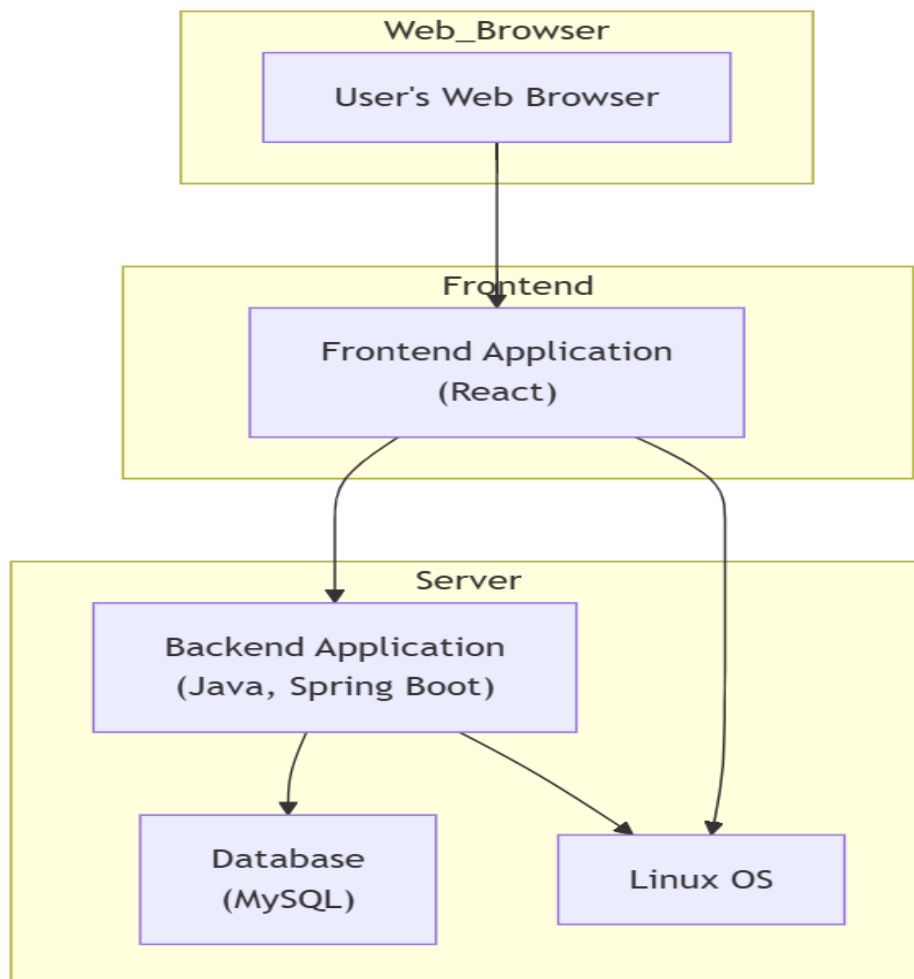 Web_Browser
User's Web Browser
Frontend
Frontend Application
(React)
Server
Backend Application
(Java, Spring Boot)
Database
(MySQL)
Linux OS